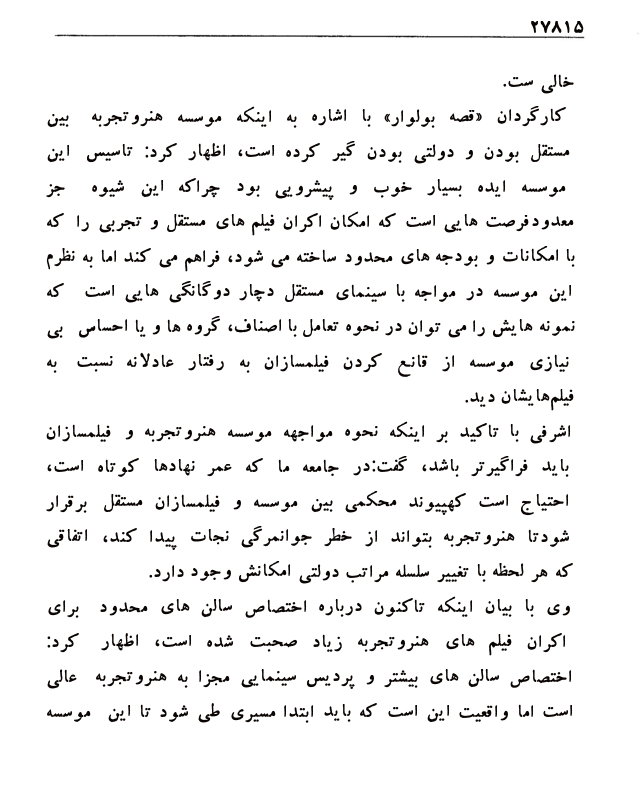 ۲۷۸۱۵
خالی ست.
کارگردان «قصه بولوار» با اشاره به اینکه موسسه هنروتجربه بین
مستقل بودن و دولتی بودن گیر کرده است، اظهار کرد: تاسیس این
موسسه ایده بسیار خوب و پیشرویی بود چراکه این شیوه جز
معدودفرصت هایی است که امکان اکران فیلم های مستقل و تجربی را که
با امکانات و بودجه های محدود ساخته می شود، فراهم می کند اما به نظرم
این موسسه در مواجه با سینمای مستقل دچار دوگانگی هایی است که
نمونه هایش را می توان در نحوه تعامل با اصناف، گروه ها و یا احساس بی
نیازی موسسه از قانع کردن فیلمسازان به رفتار عادلانه نسبت به
فیلم‌هایشان دید.
اشرفی با تاکید بر اینکه نحوه مواجهه موسسه هنروتجربه و فیلمسازان
باید فراگیرتر باشد، گفت:در جامعه ما که عمر نهادها کوتاه است،
احتیاج است کهپیوند محکمی بین موسسه و فیلمسازان مستقل برقرار
شودتا هنروتجربه بتواند از خطر جوانمرگی نجات پیدا کند، اتفاقی
که هر لحظه با تغییر سلسله مراتب دولتی امکانش وجود دارد.
وی با بیان اینکه تاکنون درباره اختصاص سالن های محدود برای
اکران فیلم های هنروتجربه زیاد صحبت شده است، اظهار کرد:
اختصاص سالن های بیشتر و پردیس سینمایی مجزا به هنروتجربه عالی
است اما واقعیت این است که باید ابتدا مسیری طی شود تا این موسسه